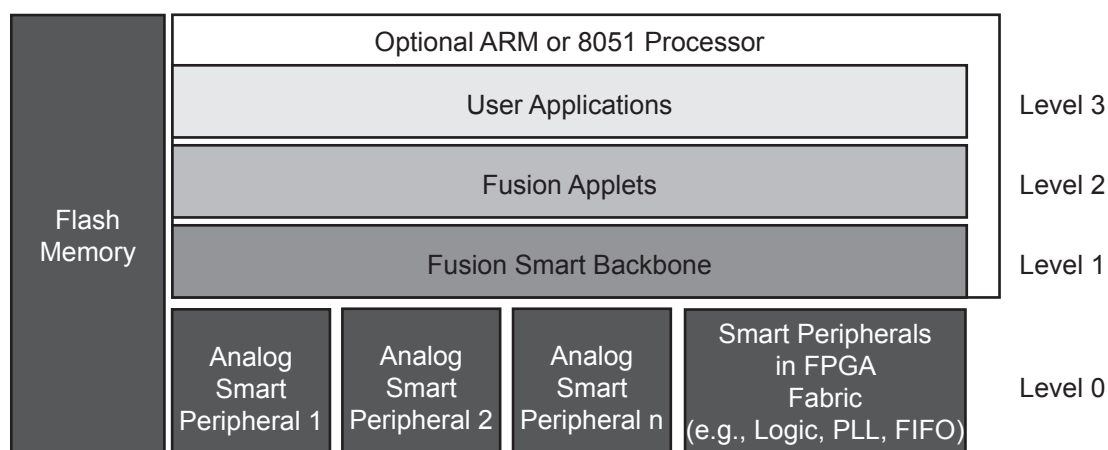 Optional ARM or 8051 Processor
User Applications
Level 3
Fusion Applets
Level 2
Flash
Memory
Fusion Smart Backbone
Level 1
Analog
Smart
Peripheral 1
Analog
Smart
Peripheral 2
Analog
Smart
Peripheral n
Smart Peripherals
in FPGA
Fabric
(e.g., Logic, PLL, FIFO)
Level 0